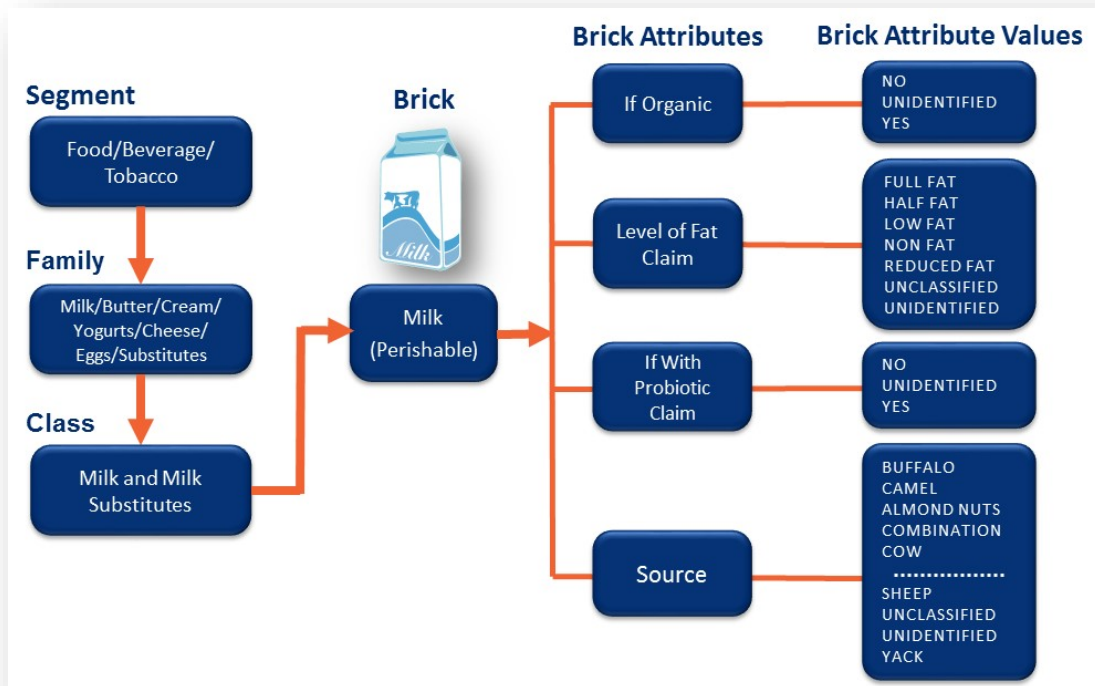 Segment
Food/Beverage/
Tobacco
Family
Milk/Butter/Cream/
Yogurts/Cheese/
Eggs/Substitutes
Class
Milk and Milk
Substitutes
Brick
Milk
Milk
(Perishable)
Brick Attributes
If Organic
Level of Fat
Claim
If With
Probiotic
Claim
Source
Brick Attribute Values
NO
UNIDENTIFIED
YES
FULL FAT
HALF FAT
LOW FAT
NON FAT
REDUCED FAT
UNCLASSIFIED
UNIDENTIFIED
NO
UNIDENTIFIED
YES
BUFFALO
CAMEL
ALMOND NUTS
COMBINATION
COW
.................
SHEEP
UNCLASSIFIED
UNIDENTIFIED
YACK